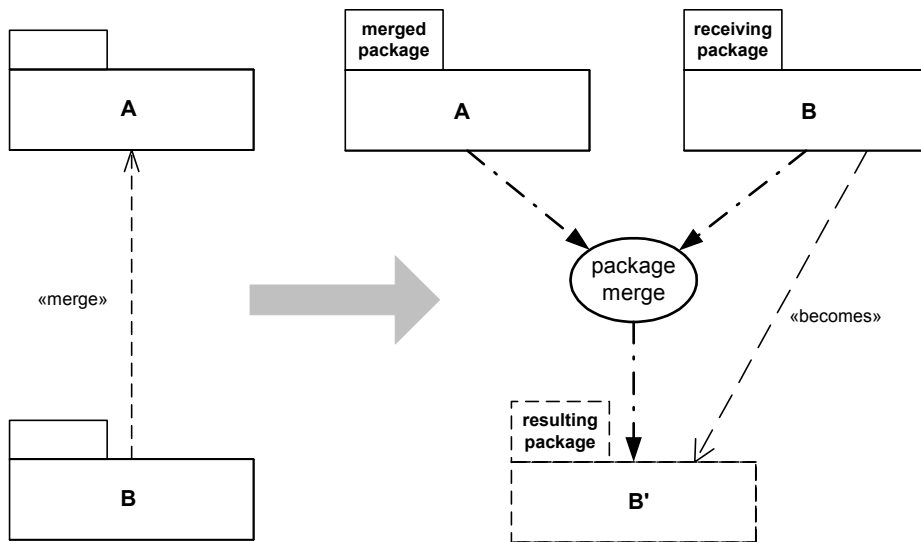 A
«merge»
B
merged
package
A
receiving
package
B
package
merge
«becomes»
resulting
package
B'